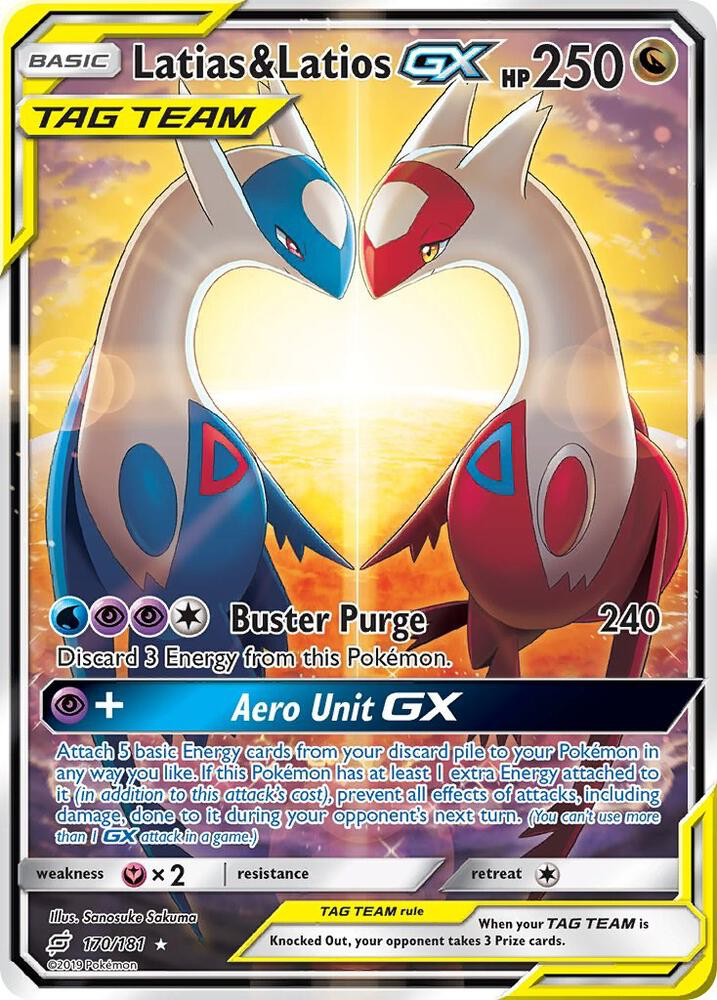 BASIC Latias&Latios GX HP 250
TAG TEAM
Buster Purge 240
Discard 3 Energy from this Pokémon.
+ Aero Unit GX
Attach 5 basic Energy cards from your discard pile to your Pokémon in
any way you like. If this Pokémon has at least 1 extra Energy attached to
it (in addition to this attack's cost), prevent all effects of attacks, including
damage, done to it during your opponent's next turn. (You can't use more
than 1 GX attack in a game.)
weakness × 2 resistance retreat
Illus. Sanosuke Sakuma
170/181
©2019 Pokémon
TAG TEAM rule
When your TAG TEAM is
Knocked Out, your opponent takes 3 Prize cards.